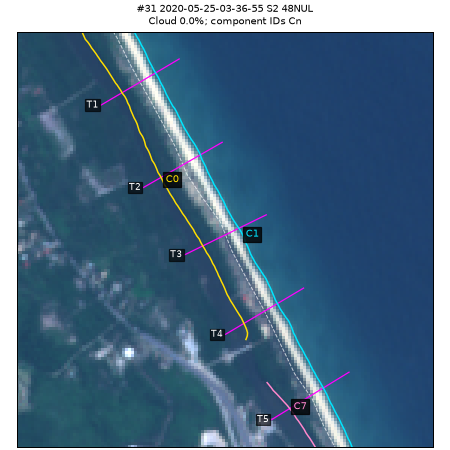 #31 2020-05-25-03-36-55 S2 48NUL
Cloud 0.0%; component IDs Cn
T1
C0
T2
C1
T3
T4
C7
T5